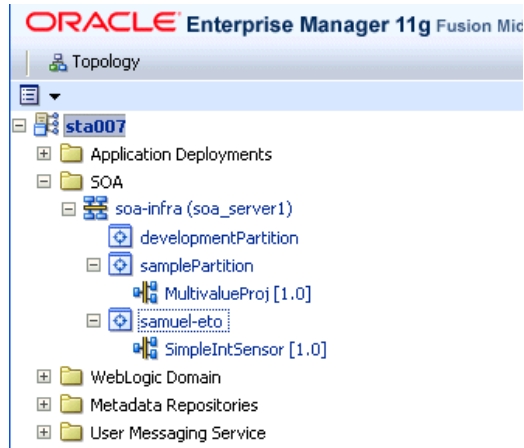 ORACLE Enterprise Manager 11g Fusion Mid
Topology
sta007
Application Deployments
SOA
soa-infra (soa_server1)
developmentPartition
samplePartition
MultivalueProj [1.0]
samuel-eto
SimpleIntSensor [1.0]
WebLogic Domain
Metadata Repositories
User Messaging Service